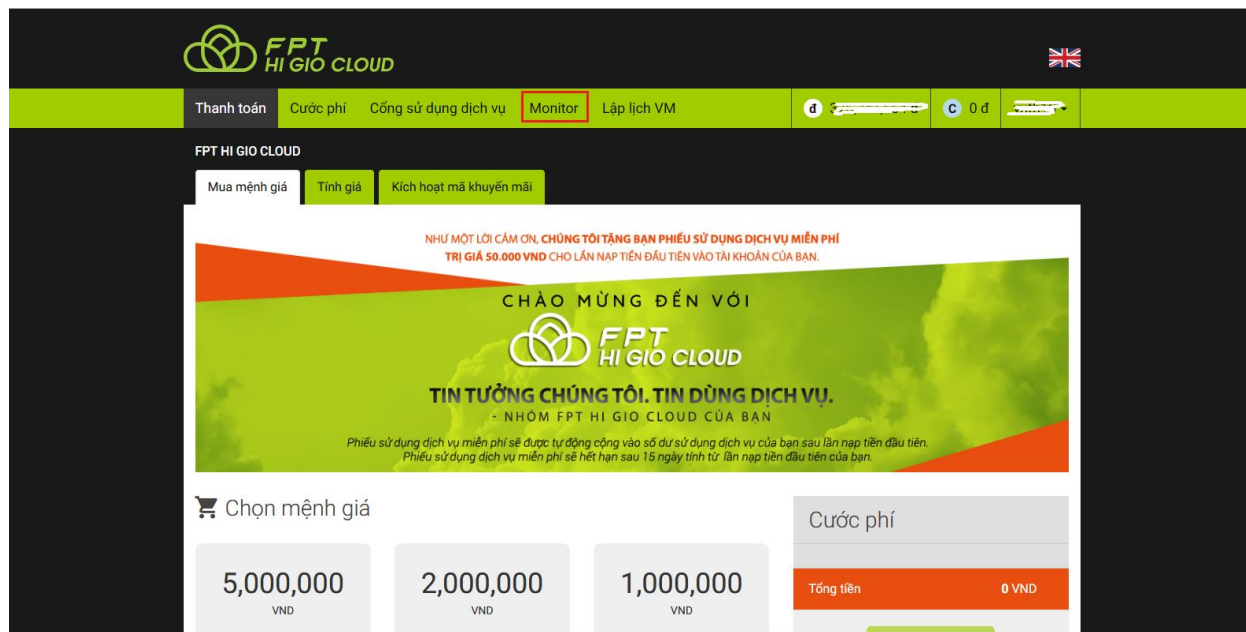 FPT
HI GIO CLOUD
Thanh toán Cước phí Cổng sử dụng dịch vụ Monitor Lập lịch VM đ C 0 đ
FPT HI GIO CLOUD
Mua mệnh giá Tính giá Kích hoạt mã khuyến mãi
NHƯ MỘT LỜI CẢM ƠN, CHÚNG TÔI TẶNG BẠN PHIẾU SỬ DỤNG DỊCH VỤ MIỄN PHÍ
TRỊ GIÁ 50.000 VND CHO LẦN NẠP TIỀN ĐẦU TIÊN VÀO TÀI KHOẢN CỦA BẠN.
CHÀO MỪNG ĐẾN VỚI
FPT
HI GIO CLOUD
TIN TƯỞNG CHÚNG TÔI. TIN DÙNG DỊCH VỤ.
- NHÓM FPT HI GIO CLOUD CỦA BẠN
Phiếu sử dụng dịch vụ miễn phí sẽ được tự động cộng vào số dư sử dụng dịch vụ của bạn sau lần nạp tiền đầu tiên.
Phiếu sử dụng dịch vụ miễn phí sẽ hết hạn sau 15 ngày tính từ lần nạp tiền đầu tiên của bạn.
Chọn mệnh giá
Cước phí
5,000,000 2,000,000 1,000,000
VND VND VND
Tổng tiền 0 VND